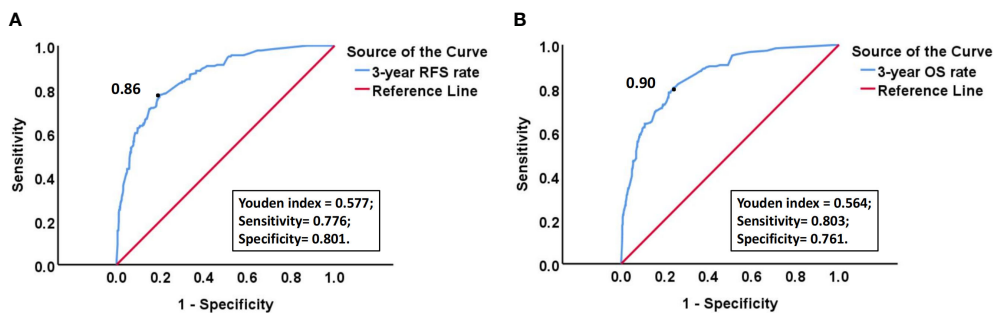 A
1.0
0.8
0.6
0.4
0.2
0.0
Sensitivity
0.86
Source of the Curve
3-year RFS rate
Reference Line
Youden index = 0.577;
Sensitivity= 0.776;
Specificity= 0.801.
0.0 0.2 0.4 0.6 0.8 1.0
1 - Specificity
B
1.0
0.8
0.6
0.4
0.2
0.0
Sensitivity
0.90
Source of the Curve
3-year OS rate
Reference Line
Youden index = 0.564;
Sensitivity= 0.803;
Specificity= 0.761.
0.0 0.2 0.4 0.6 0.8 1.0
1 - Specificity